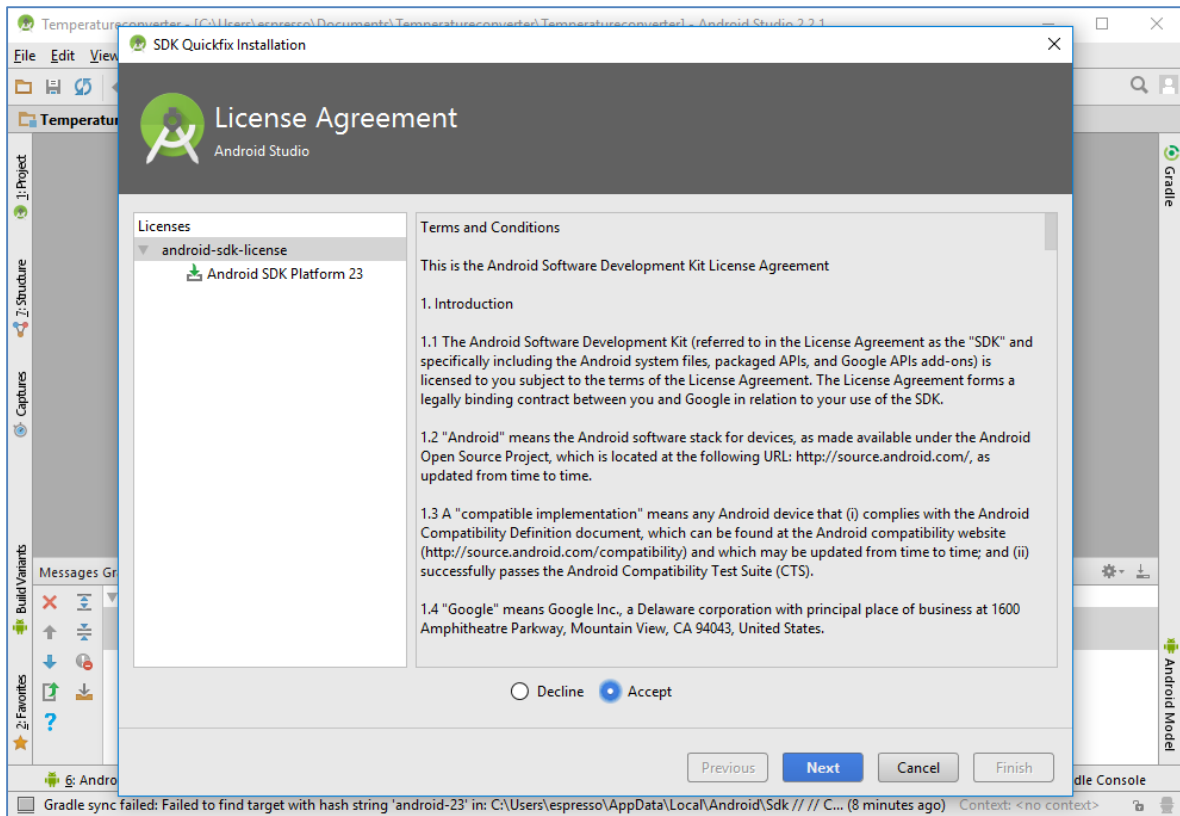 Temperatureconverter - [C:\Users\espresso\Documents\Temperatureconverter\Temperatureconverter] - Android Studio 2.2.1
SDK Quickfix Installation
File Edit View
License Agreement
Android Studio
Temperatur
1: Project
7: Structure
Captures
Build Variants
2: Favorites
Licenses
android-sdk-license
Android SDK Platform 23
Terms and Conditions
This is the Android Software Development Kit License Agreement
1. Introduction
1.1 The Android Software Development Kit (referred to in the License Agreement as the "SDK" and
specifically including the Android system files, packaged APIs, and Google APIs add-ons) is
licensed to you subject to the terms of the License Agreement. The License Agreement forms a
legally binding contract between you and Google in relation to your use of the SDK.
1.2 "Android" means the Android software stack for devices, as made available under the Android
Open Source Project, which is located at the following URL: http://source.android.com/, as
updated from time to time.
1.3 A "compatible implementation" means any Android device that (i) complies with the Android
Compatibility Definition document, which can be found at the Android compatibility website
(http://source.android.com/compatibility) and which may be updated from time to time; and (ii)
successfully passes the Android Compatibility Test Suite (CTS).
1.4 "Google" means Google Inc., a Delaware corporation with principal place of business at 1600
Amphitheatre Parkway, Mountain View, CA 94043, United States.
Gradle
Android Model
Messages Gr
Decline Accept
Previous Next Cancel Finish
6: Andro
dle Console
Gradle sync failed: Failed to find target with hash string 'android-23' in: C:\Users\espresso\AppData\Local\Android\Sdk // // C... (8 minutes ago) Context: <no context>